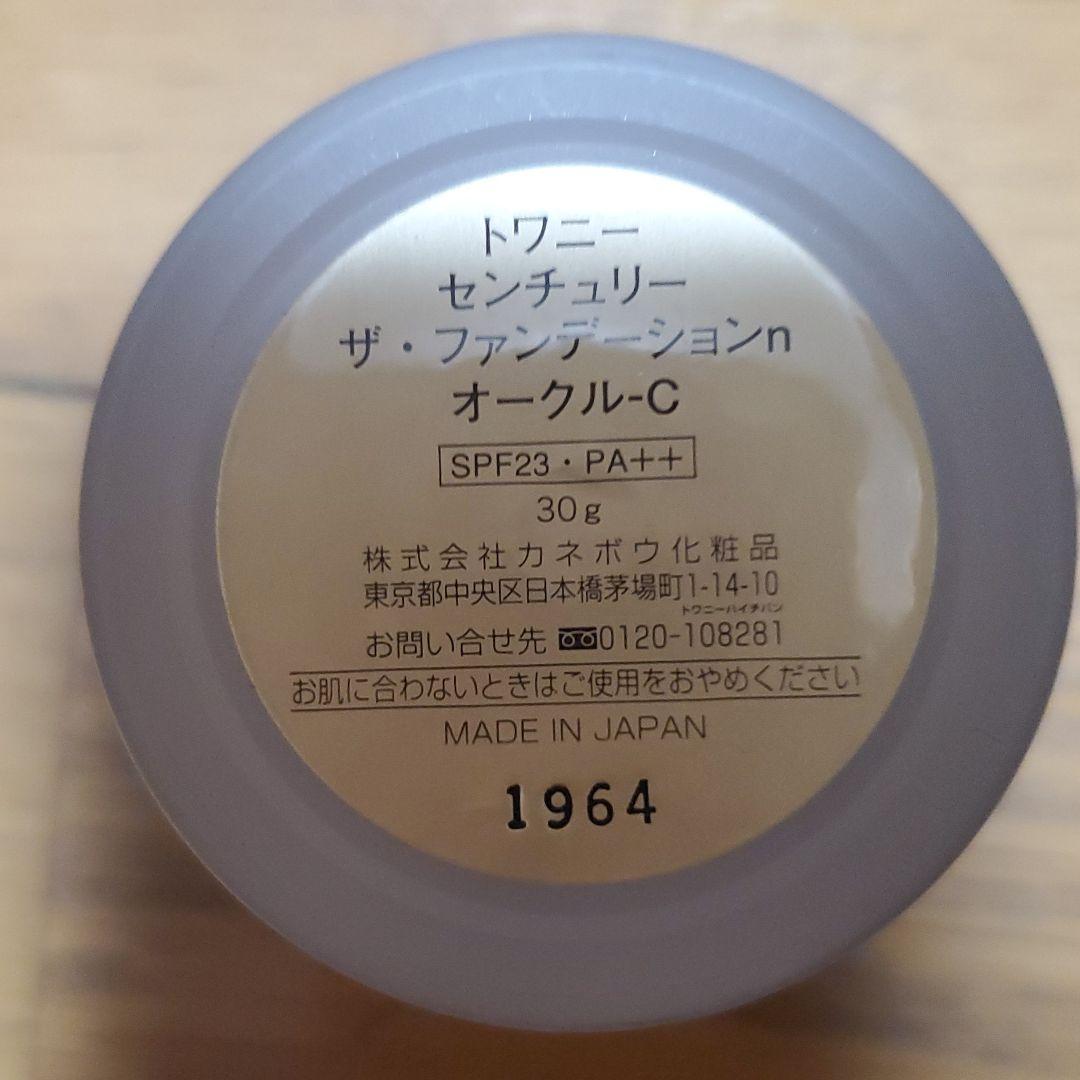 トワニー
センチュリー
ザ・ファンデーションn
オークル-C
SPF23・PA++
30g
株式会社カネボウ化粧品
東京都中央区日本橋茅場町1-14-10
トワニーハイチバン
お問い合せ先 0120-108281
お肌に合わないときはご使用をおやめください
MADE IN JAPAN
1964